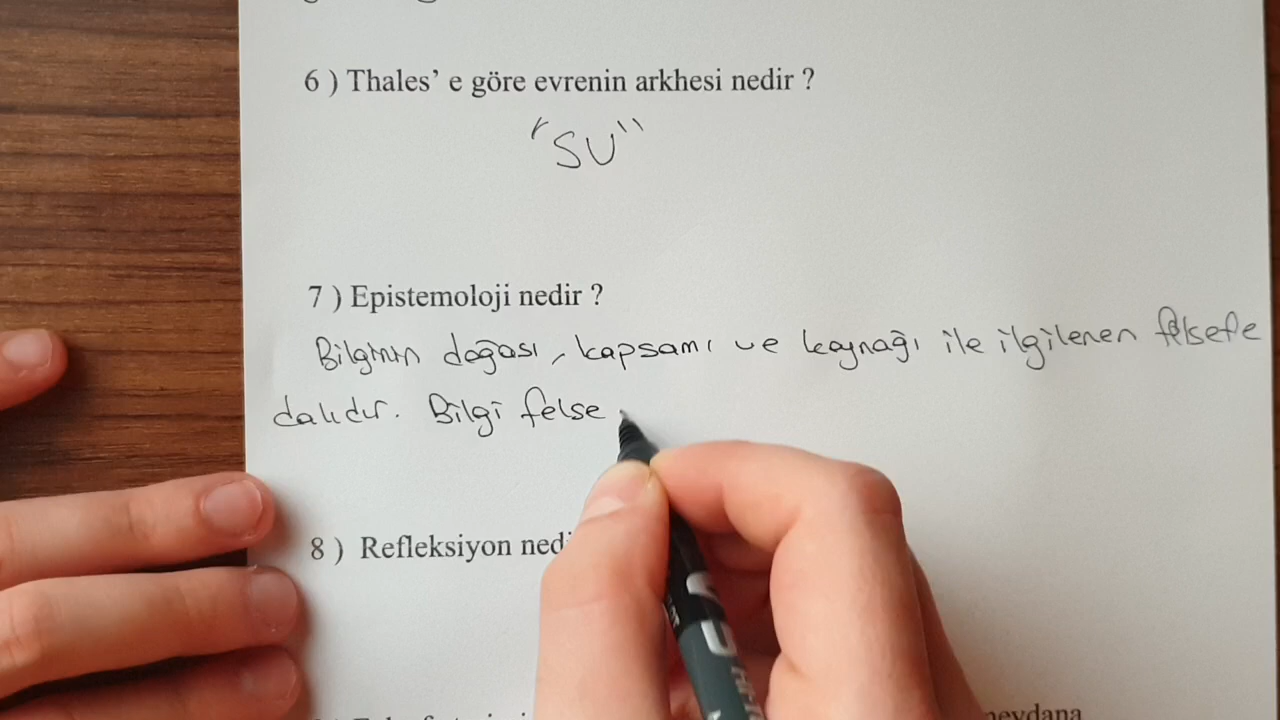 6 ) Thales’ e göre evrenin arkhesi nedir ?
"SU"
7 ) Epistemoloji nedir ?
Bilginin doğası, kapsamı ve kaynağı ile ilgilenen felsefe
dalıdır. Bilgi felse
8 ) Refleksiyon nedi
meydana